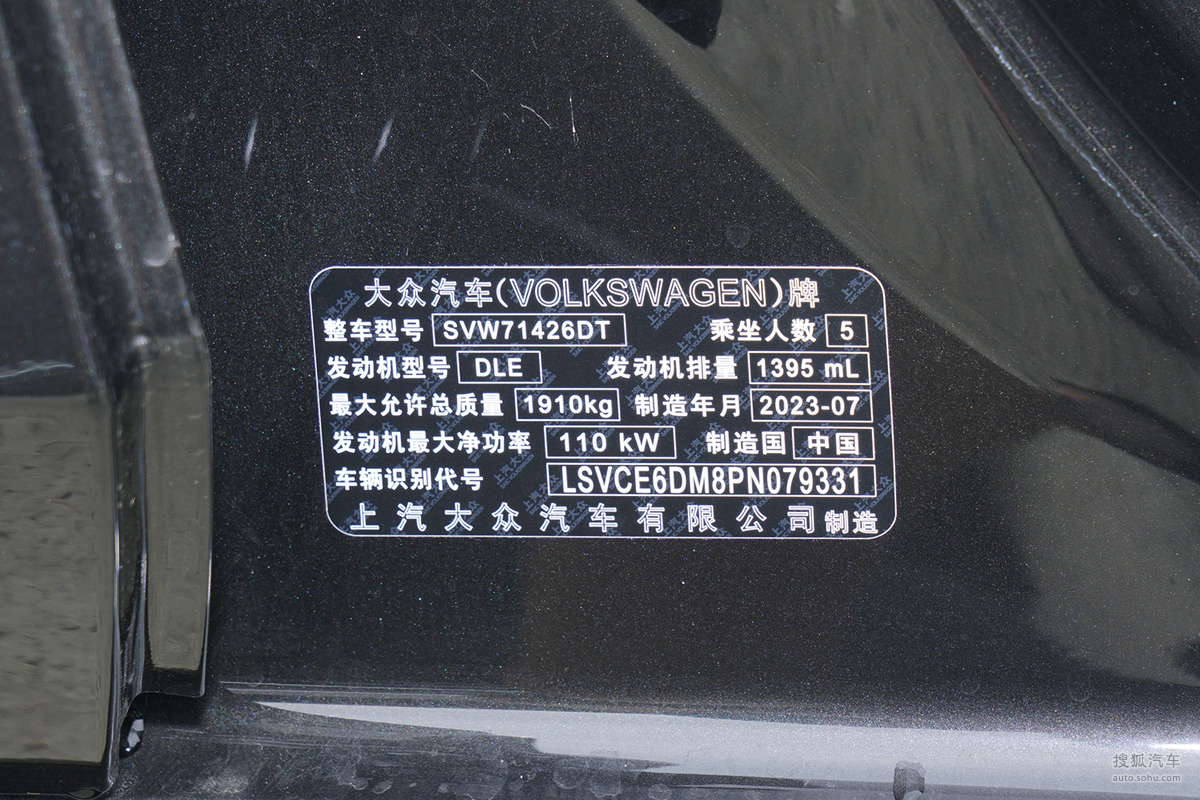 大众汽车(VOLKSWAGEN)牌
整车型号 SVW71426DT 乘坐人数 5
发动机型号 DLE 发动机排量 1395 mL
最大允许总质量 1910kg 制造年月 2023-07
发动机最大净功率 110 kW 制造国 中国
车辆识别代号 LSVCE6DM8PN079331
上汽大众汽车有限公司制造
搜狐汽车
auto.sohu.com